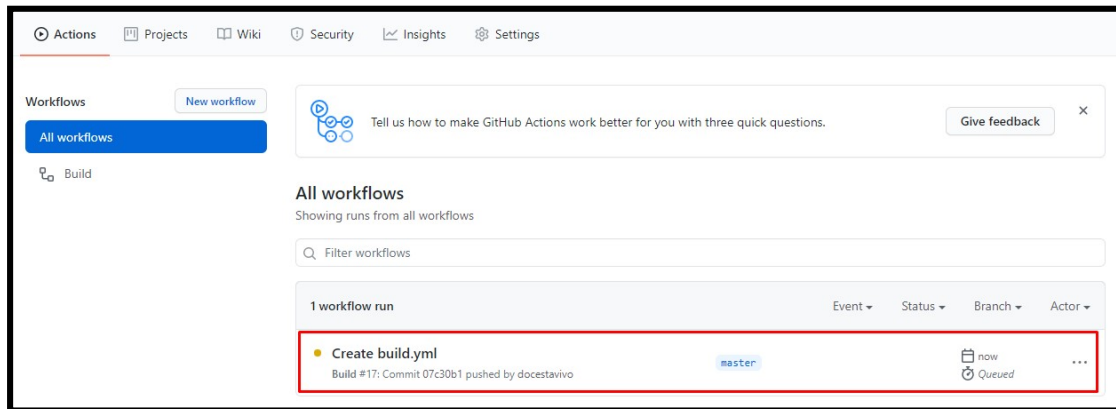 Actions Projects Wiki Security Insights Settings
Workflows New workflow
All workflows
Build
Tell us how to make GitHub Actions work better for you with three quick questions. Give feedback
All workflows
Showing runs from all workflows
Filter workflows
1 workflow run Event Status Branch Actor
Create build.yml master now
Build #17: Commit 07c30b1 pushed by docestavivo Queued